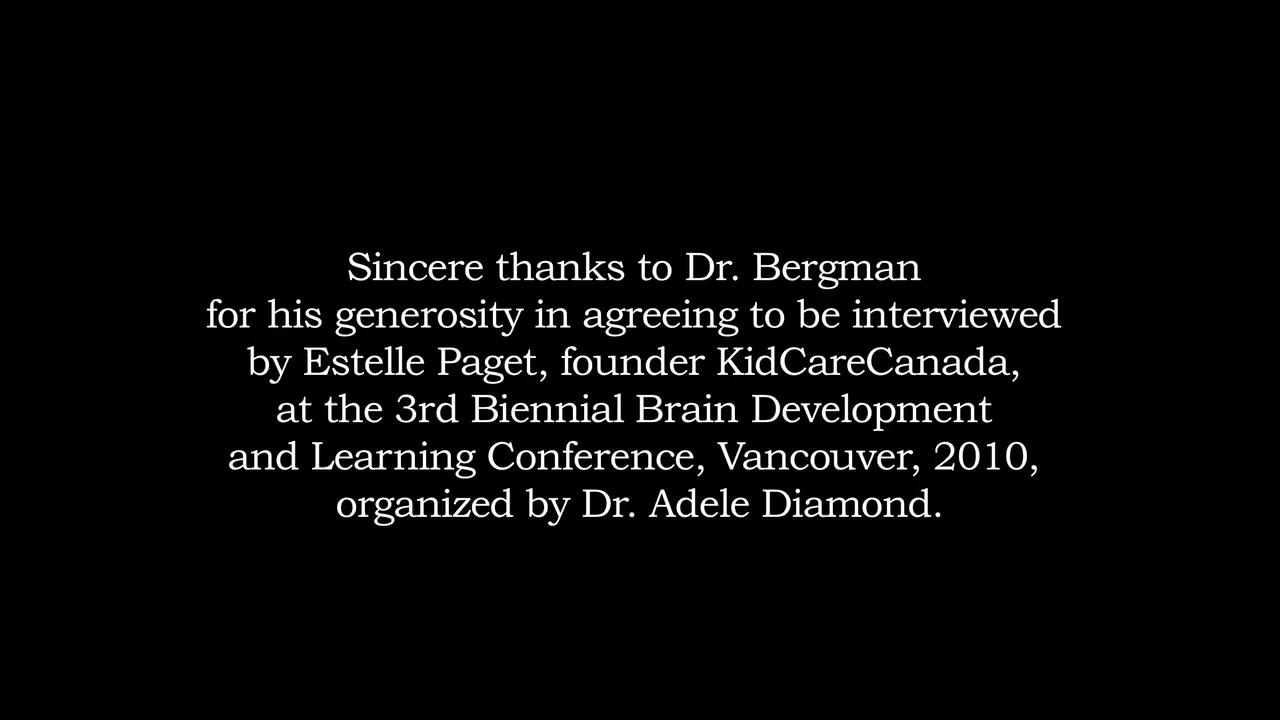 Sincere thanks to Dr. Bergman
for his generosity in agreeing to be interviewed
by Estelle Paget, founder KidCareCanada,
at the 3rd Biennial Brain Development
and Learning Conference, Vancouver, 2010,
organized by Dr. Adele Diamond.